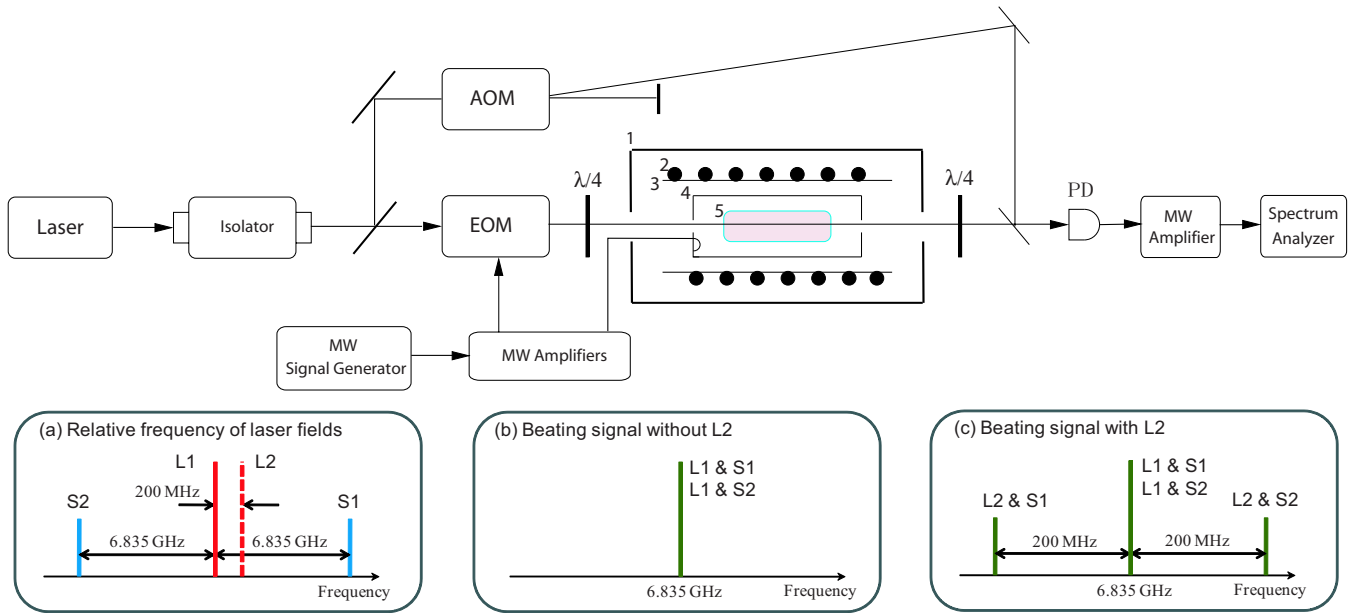 AOM
1
2
3
4
5
λ/4
λ/4
PD
Laser
Isolator
EOM
MW
Amplifier
Spectrum
Analyzer
MW
Signal Generator
MW Amplifiers
(a) Relative frequency of laser fields
L1
L2
200 MHz
S2
S1
6.835 GHz
6.835 GHz
Frequency
(b) Beating signal without L2
L1 & S1
L1 & S2
6.835 GHz
Frequency
(c) Beating signal with L2
L1 & S1
L1 & S2
L2 & S1
L2 & S2
200 MHz
200 MHz
6.835 GHz
Frequency